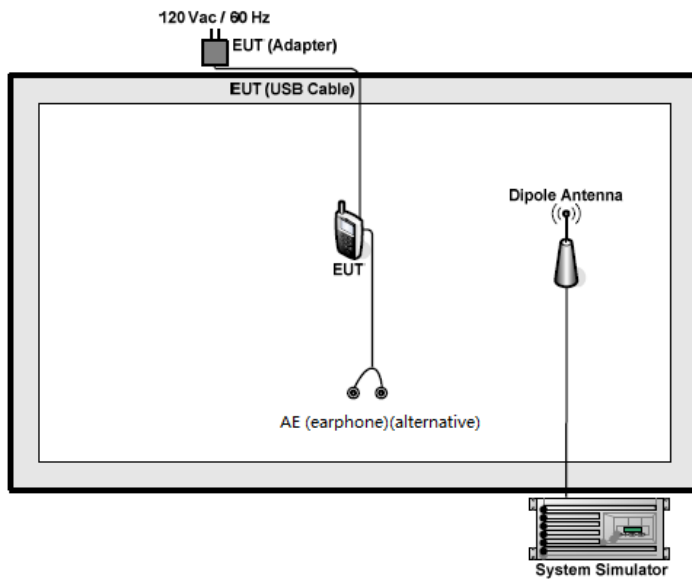 120 Vac / 60 Hz
EUT (Adapter)
EUT (USB Cable)
Dipole Antenna
EUT
AE (earphone)(alternative)
System Simulator